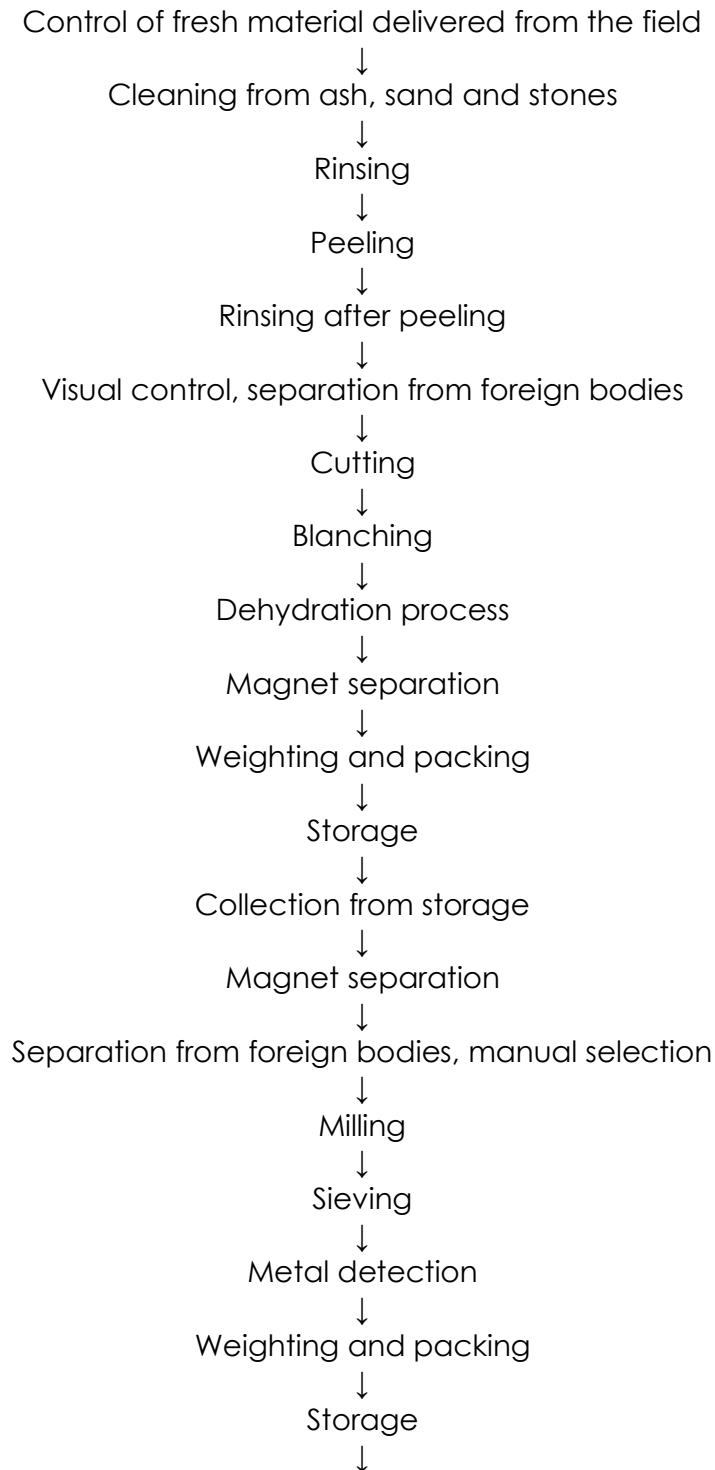 Control of fresh material delivered from the field
↓
Cleaning from ash, sand and stones
↓
Rinsing
↓
Peeling
↓
Rinsing after peeling
↓
Visual control, separation from foreign bodies
↓
Cutting
↓
Blanching
↓
Dehydration process
↓
Magnet separation
↓
Weighting and packing
↓
Storage
↓
Collection from storage
↓
Magnet separation
↓
Separation from foreign bodies, manual selection
↓
Milling
↓
Sieving
↓
Metal detection
↓
Weighting and packing
↓
Storage
↓